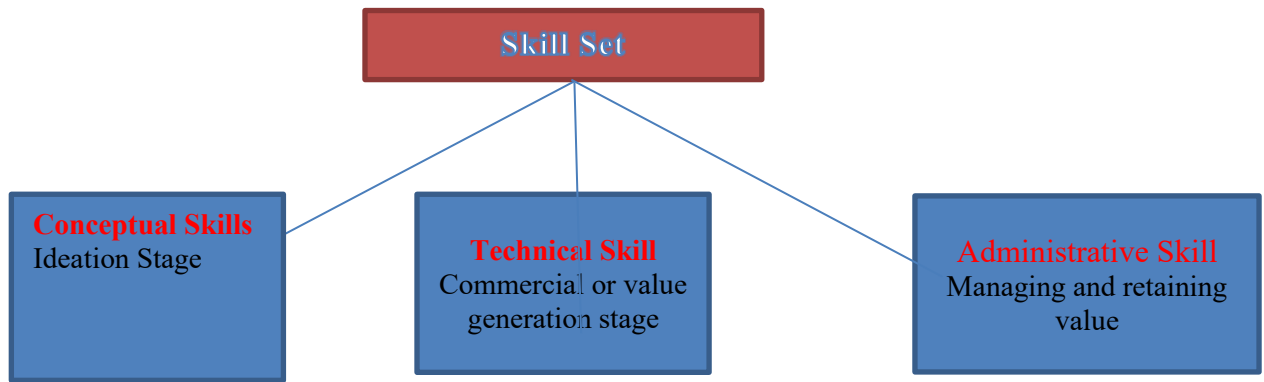 Skill Set
Conceptual Skills
Ideation Stage
Technical Skill
Commercial or value
generation stage
Administrative Skill
Managing and retaining
value